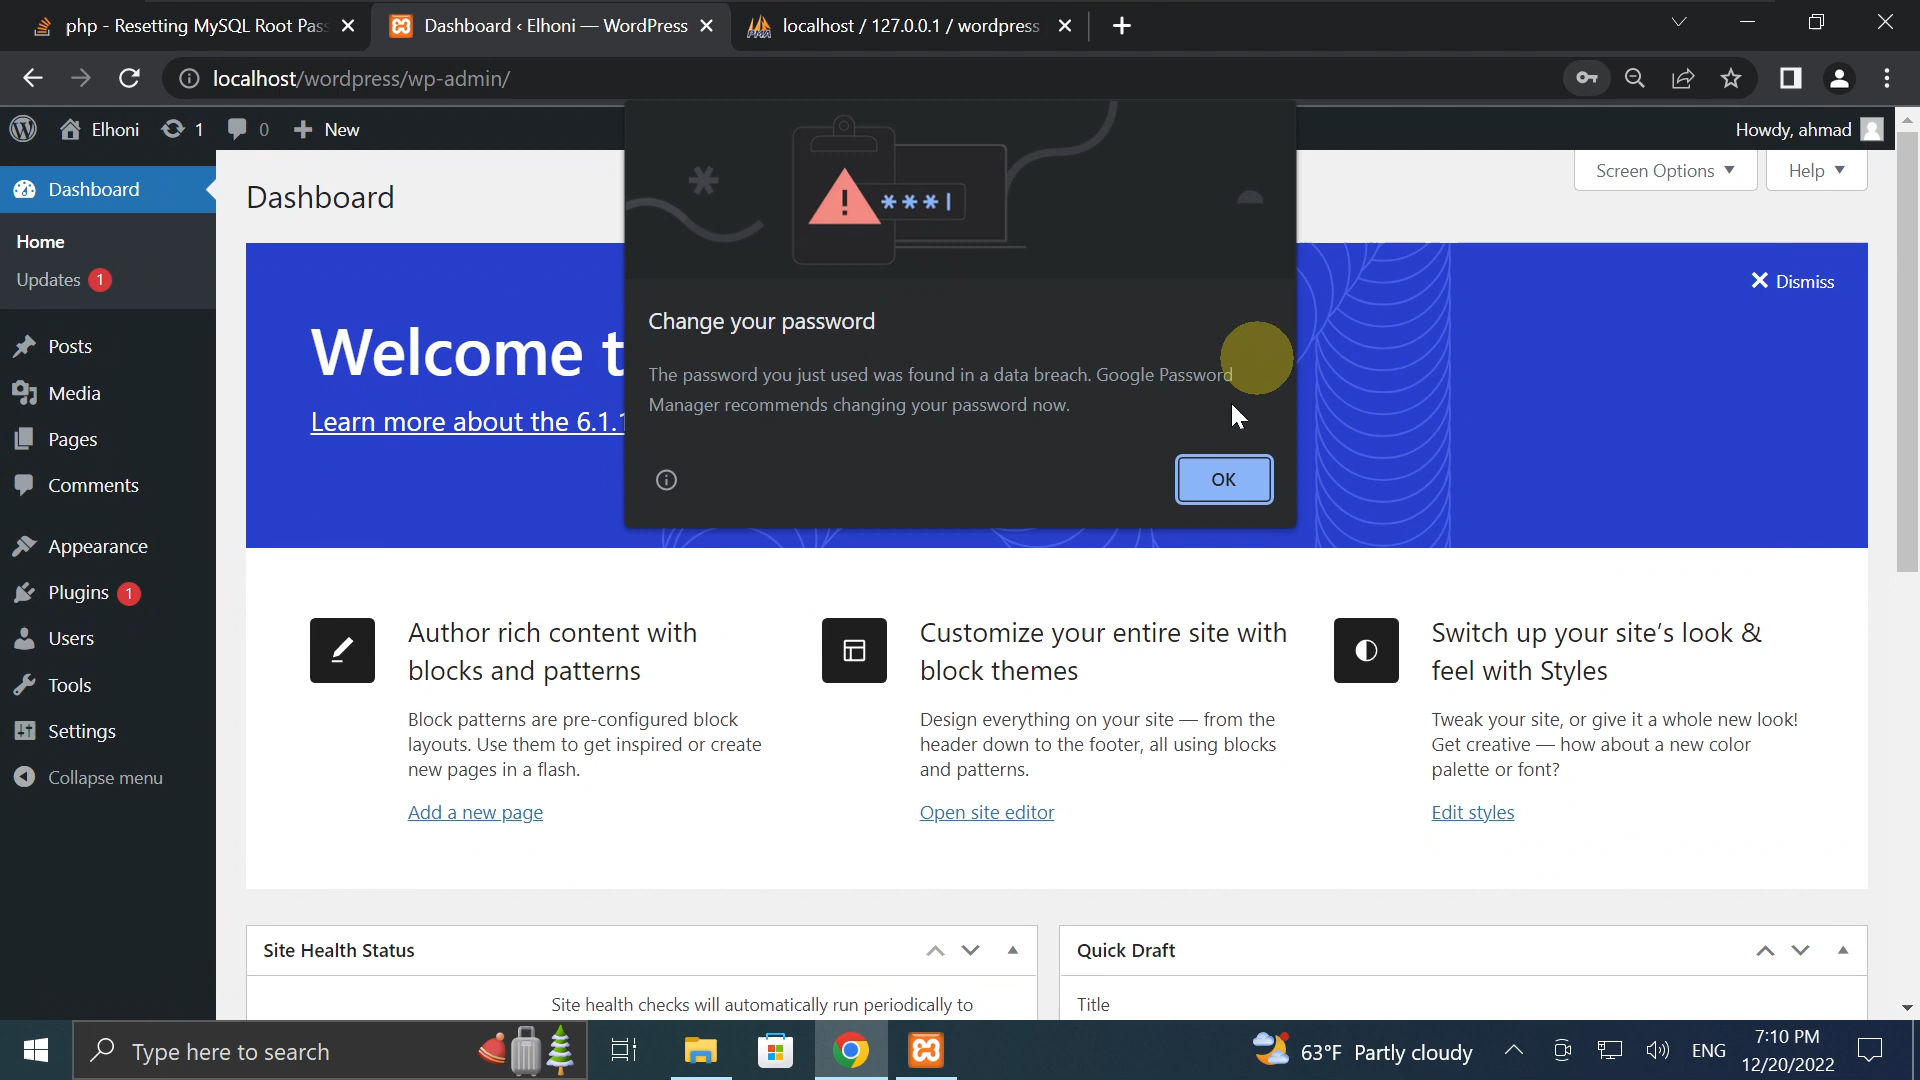 php - Resetting MySQL Root Pass
Dashboard ‹ Elhoni — WordPress
localhost / 127.0.0.1 / wordpress
localhost/wordpress/wp-admin/
Elhoni
1
0
New
Howdy, ahmad
Dashboard
Home
Updates 1
Posts
Media
Pages
Comments
Appearance
Plugins 1
Users
Tools
Settings
Collapse menu
Dashboard
Screen Options
Help
Welcome t
Learn more about the 6.1.1
Dismiss
***|
Change your password
The password you just used was found in a data breach. Google Password
Manager recommends changing your password now.
OK
Author rich content with
blocks and patterns
Block patterns are pre-configured block
layouts. Use them to get inspired or create
new pages in a flash.
Add a new page
Customize your entire site with
block themes
Design everything on your site — from the
header down to the footer, all using blocks
and patterns.
Open site editor
Switch up your site's look &
feel with Styles
Tweak your site, or give it a whole new look!
Get creative — how about a new color
palette or font?
Edit styles
Site Health Status
Site health checks will automatically run periodically to
Quick Draft
Title
Type here to search
63°F Partly cloudy
ENG
7:10 PM
12/20/2022